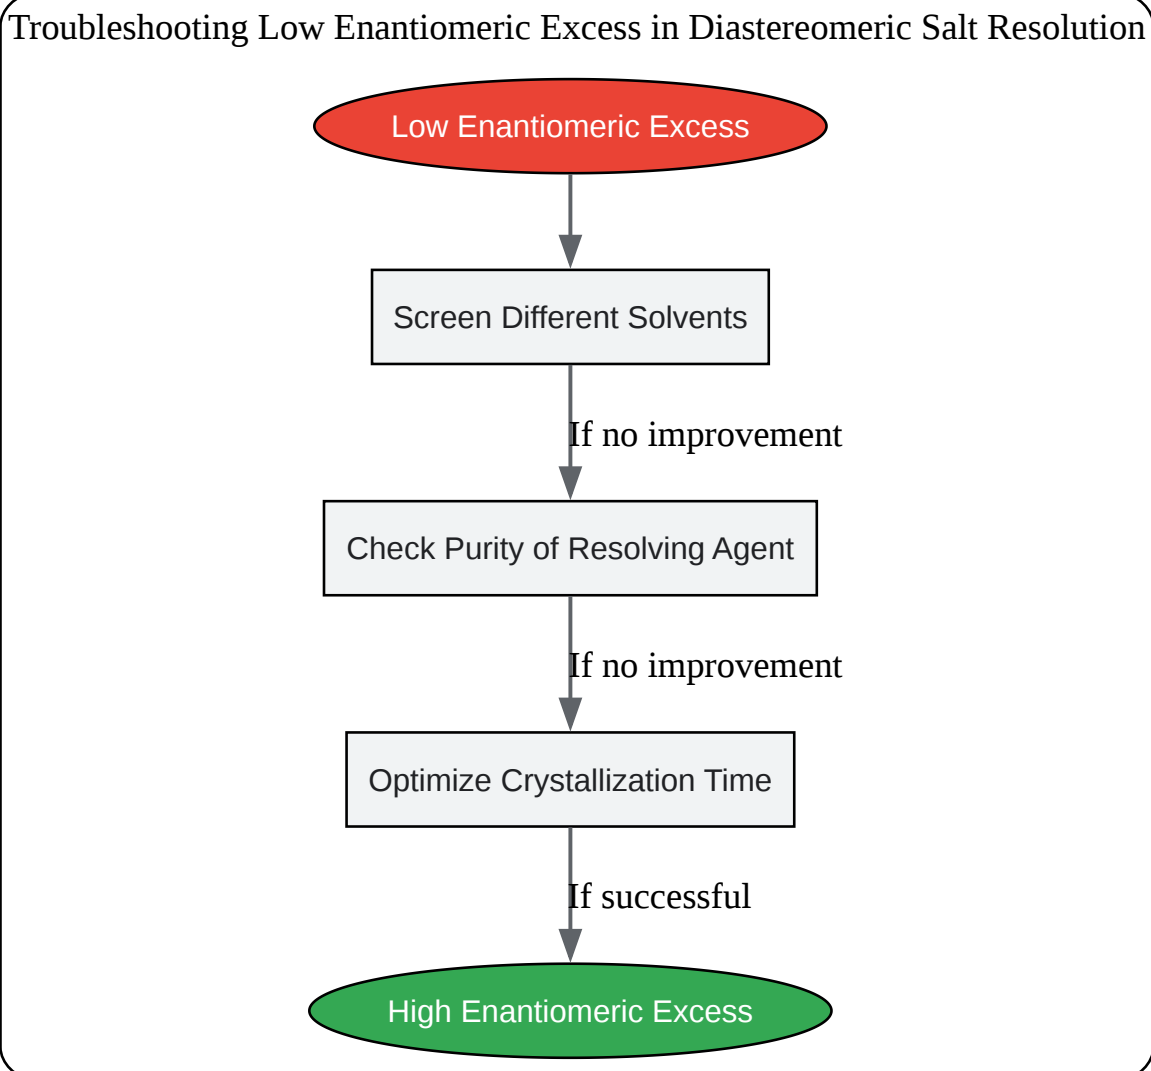 Troubleshooting Low Enantiomeric Excess in Diastereomeric Salt Resolution
Low Enantiomeric Excess
Screen Different Solvents
If no improvement
Check Purity of Resolving Agent
If no improvement
Optimize Crystallization Time
If successful
High Enantiomeric Excess